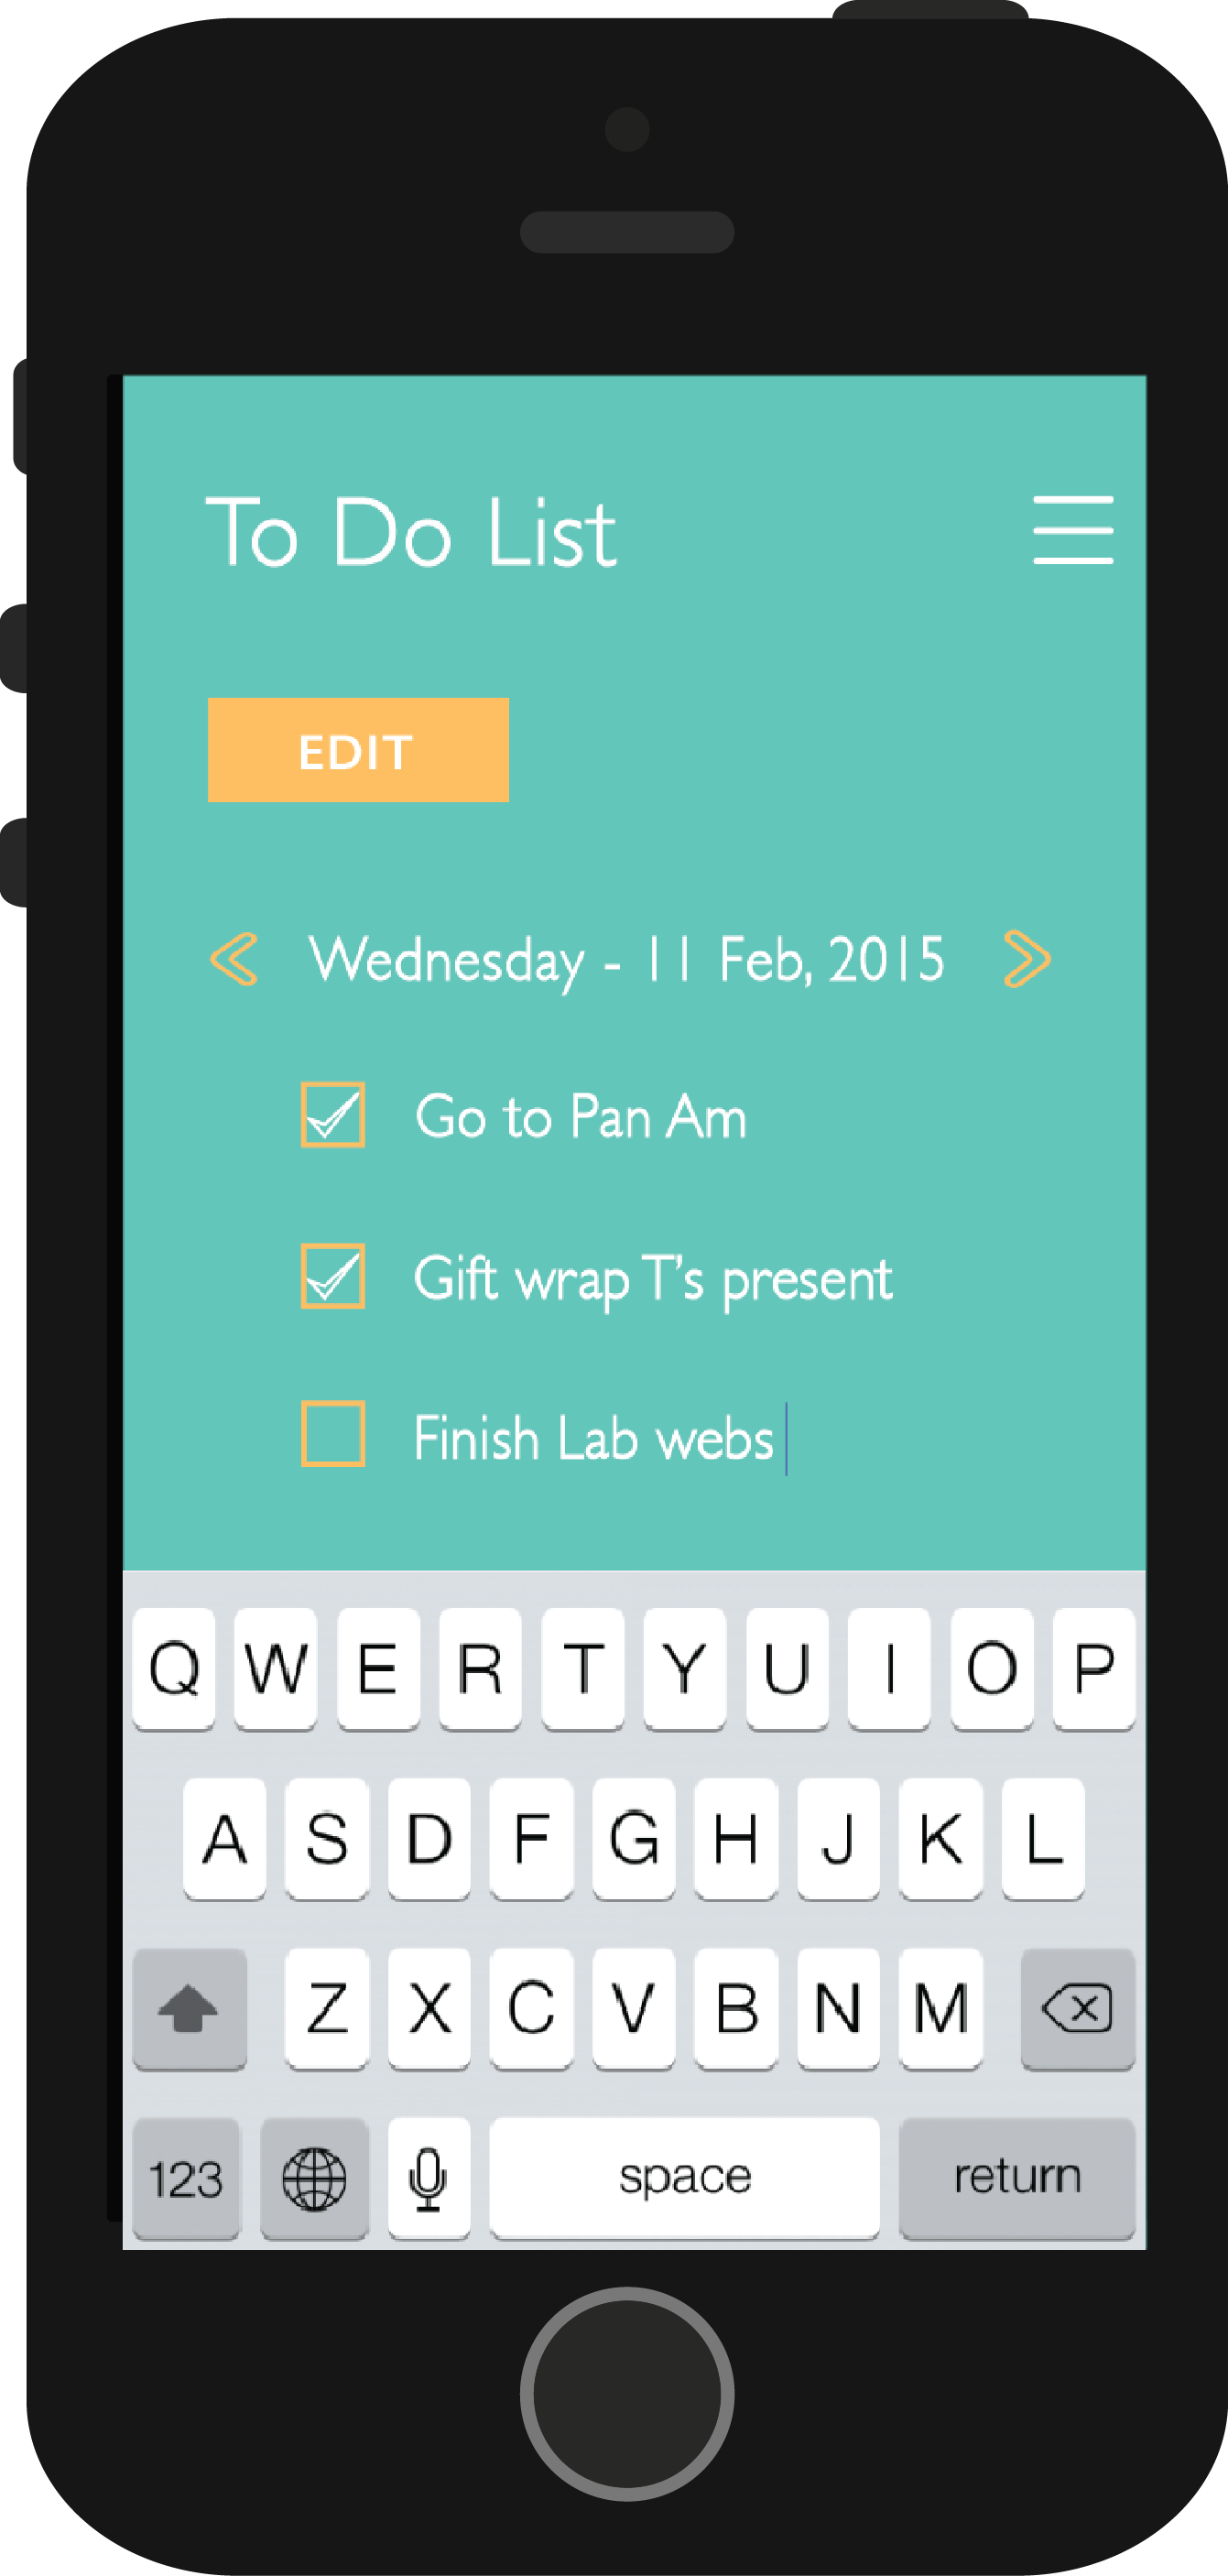 To Do List
EDIT
Wednesday - 11 Feb, 2015
Go to Pan Am
Gift wrap T's present
Finish Lab webs
Q W E R T Y U I O P
A S D F G H J K L
Z X C V B N M
123 space return